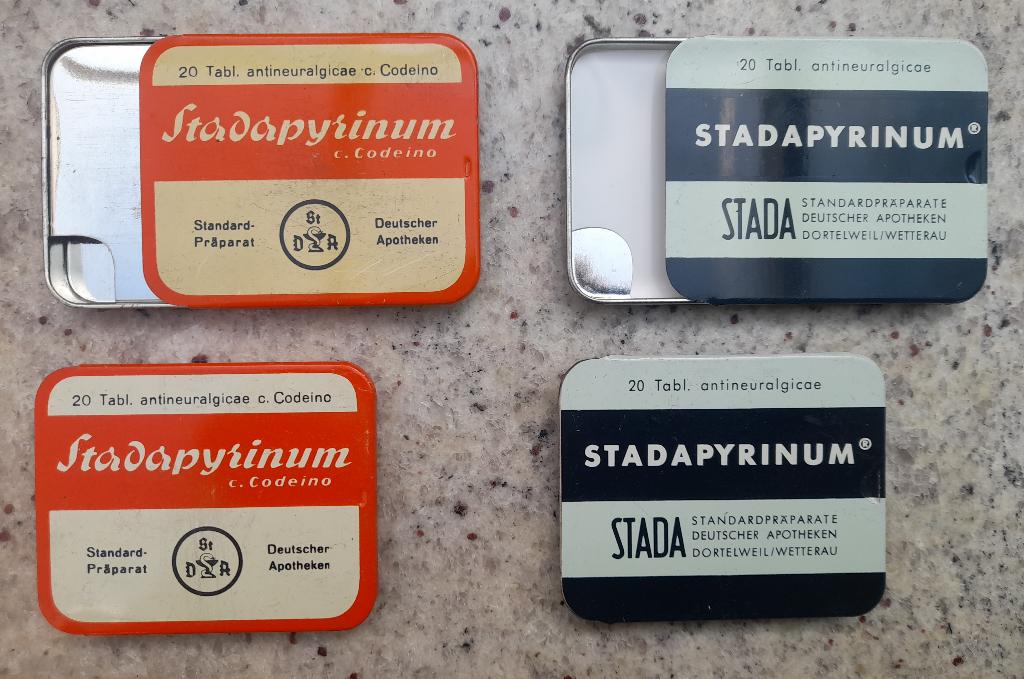 20 Tabl. antineuralgicae c. Codeino
Stadapyrinum
c. Codeino
Standard-
Präparat
St
D A
Deutscher
Apotheken
20 Tabl. antineuralgicae
STADAPYRINUM®
STADA
STANDARDPRÄPARATE
DEUTSCHER APOTHEKEN
DORTELWEIL/WETTERAU
20 Tabl. antineuralgicae c. Codeino
Stadapyrinum
c. Codeino
Standard-
Präparat
St
D A
Deutscher
Apotheken
20 Tabl. antineuralgicae
STADAPYRINUM®
STADA
STANDARDPRÄPARATE
DEUTSCHER APOTHEKEN
DORTELWEIL/WETTERAU